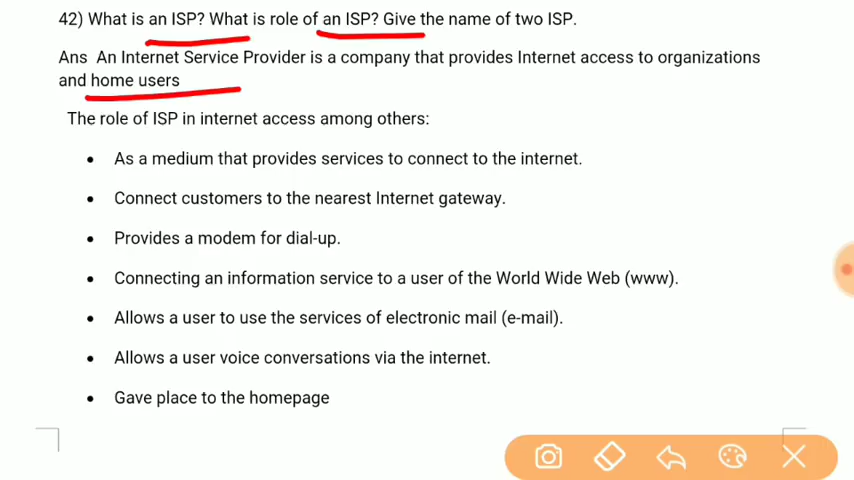 42) What is an ISP? What is role of an ISP? Give the name of two ISP.
Ans An Internet Service Provider is a company that provides Internet access to organizations
and home users
The role of ISP in internet access among others:
• As a medium that provides services to connect to the internet.
• Connect customers to the nearest Internet gateway.
• Provides a modem for dial-up.
• Connecting an information service to a user of the World Wide Web (www).
• Allows a user to use the services of electronic mail (e-mail).
• Allows a user voice conversations via the internet.
• Gave place to the homepage